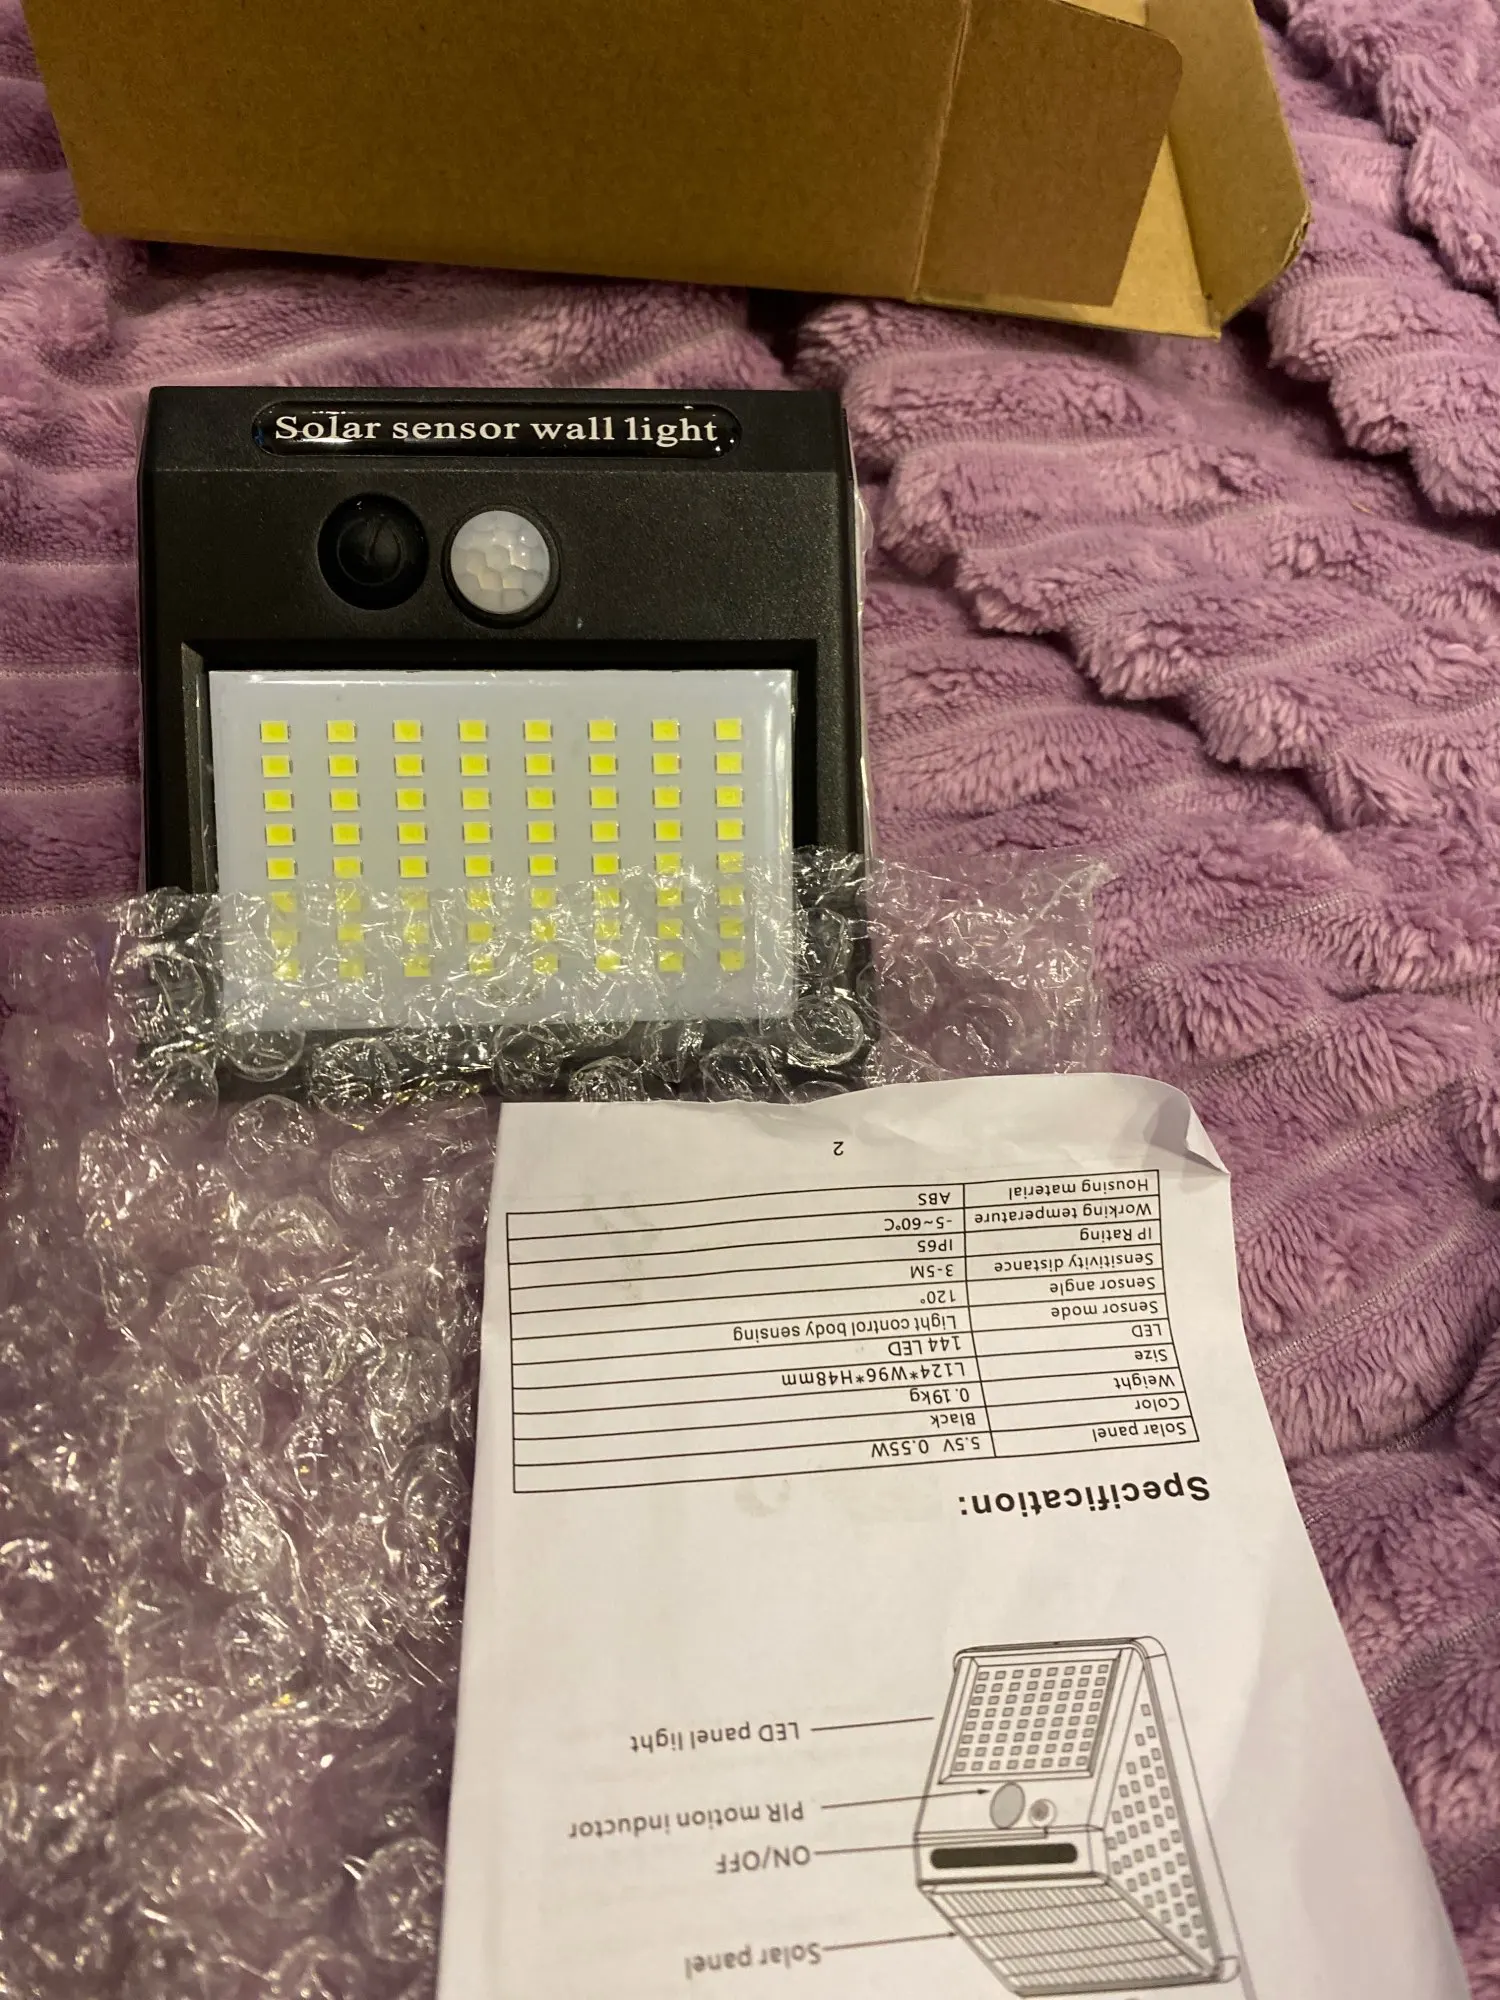 Solar sensor wall light
Solar panel
ON/OFF
PIR motion inductor
LED panel light
Specification:
Solar panel 5.5V 0.55W
Color Black
Weight 0.19kg
Size L124*W96*H48mm
LED 144 LED
Sensor mode Light control body sensing
Sensor angle 120°
Sensitivity distance 3-5M
IP Rating IP65
Working temperature -5~60°C
Housing material ABS
2